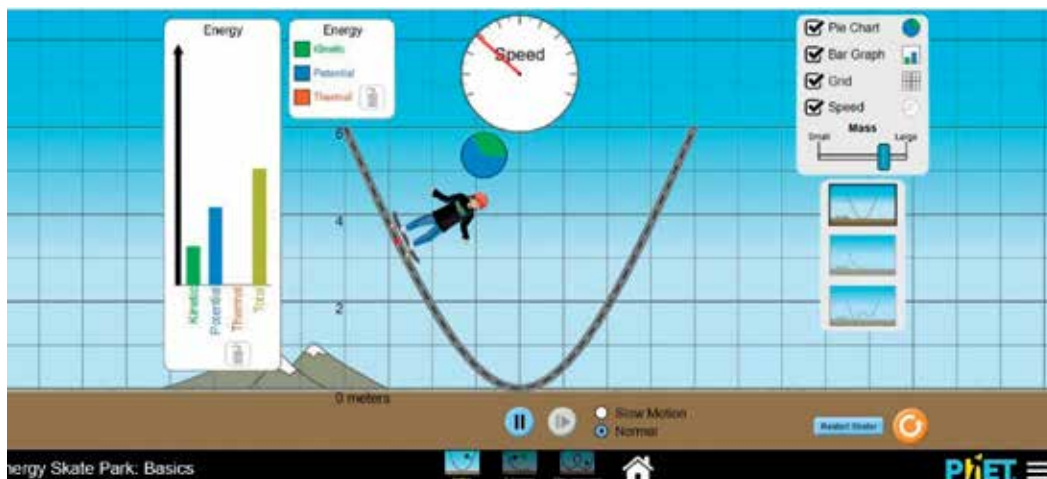 Energy
Kinetic
Potential
Thermal
Total
Energy
Kinetic
Potential
Thermal
Speed
Pie Chart
Bar Graph
Grid
Speed
Mass
Small Large
6
4
2
0 meters
Slow Motion
Normal
Restart Skater
nergy Skate Park: Basics
PhET